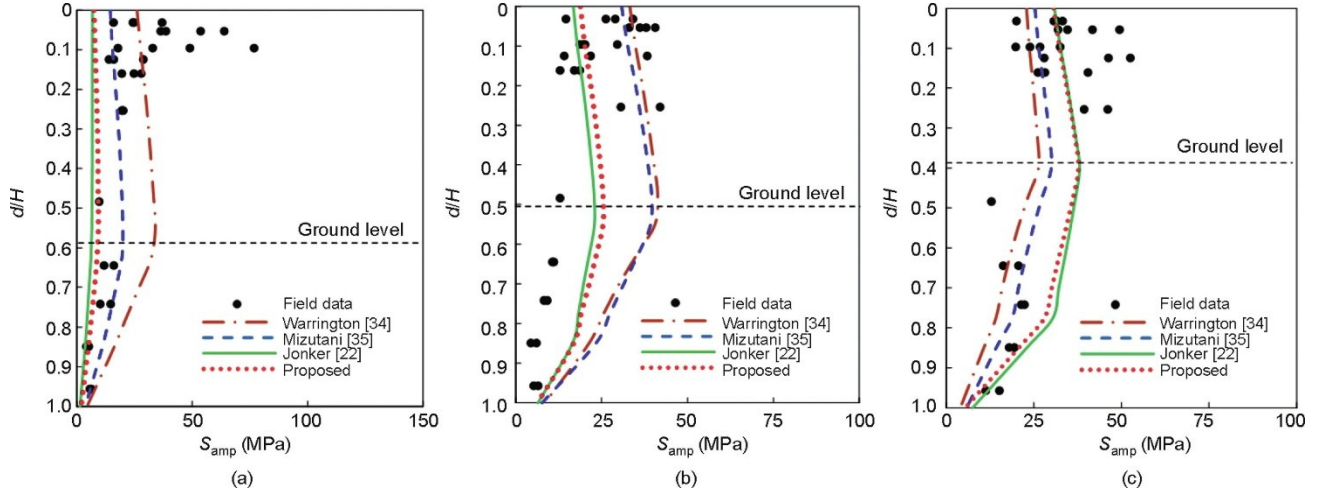 0
0.1
0.2
0.3
0.4
0.5
0.6
0.7
0.8
0.9
1.0
d/H
Ground level
Field data
Warrington [34]
Mizutani [35]
Jonker [22]
Proposed
0 50 100 150
Samp (MPa)
(a)
0
0.1
0.2
0.3
0.4
0.5
0.6
0.7
0.8
0.9
1.0
d/H
Ground level
Field data
Warrington [34]
Mizutani [35]
Jonker [22]
Proposed
0 25 50 75 100
Samp (MPa)
(b)
0
0.1
0.2
0.3
0.4
0.5
0.6
0.7
0.8
0.9
1.0
d/H
Ground level
Field data
Warrington [34]
Mizutani [35]
Jonker [22]
Proposed
0 25 50 75 100
Samp (MPa)
(c)